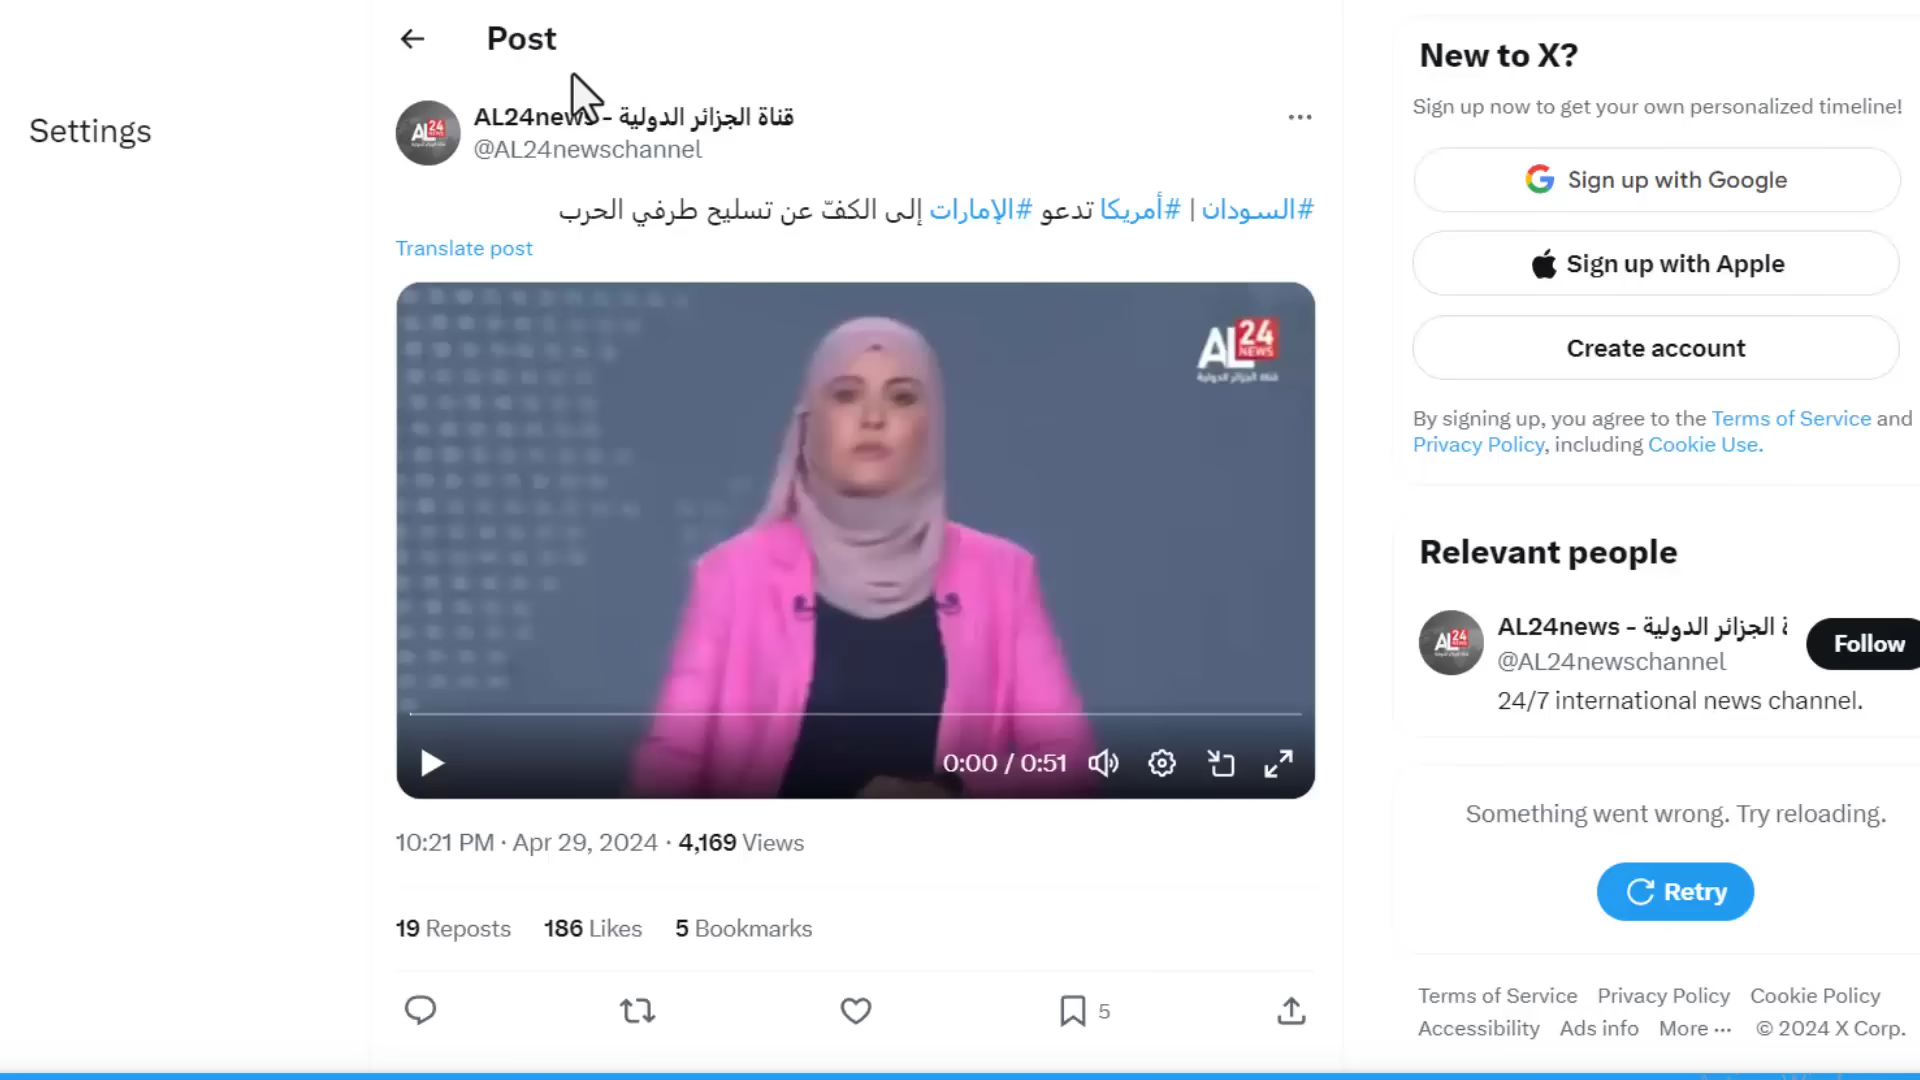 Post
Settings
AL24news - قناة الجزائر الدولية
@AL24newschannel
#السودان | #أمريكا تدعو #الإمارات إلى الكفّ عن تسليح طرفي الحرب
Translate post
AL24 NEWS
قناة الجزائر الدولية
0:00 / 0:51
10:21 PM · Apr 29, 2024 · 4,169 Views
19 Reposts 186 Likes 5 Bookmarks
5
New to X?
Sign up now to get your own personalized timeline!
Sign up with Google
Sign up with Apple
Create account
By signing up, you agree to the Terms of Service and
Privacy Policy, including Cookie Use.
Relevant people
AL24news - ة الجزائر الدولية
@AL24newschannel
Follow
24/7 international news channel.
Something went wrong. Try reloading.
Retry
Terms of Service Privacy Policy Cookie Policy
Accessibility Ads info More ··· © 2024 X Corp.